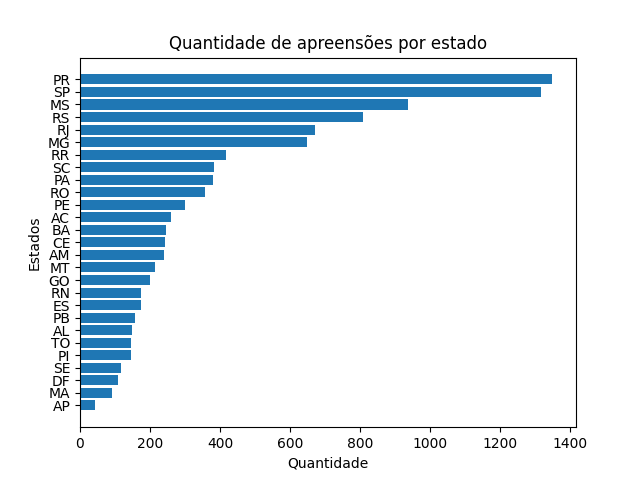 Quantidade de apreensões por estado
Estados
PR
SP
MS
RS
RJ
MG
RR
SC
PA
RO
PE
AC
BA
CE
AM
MT
GO
RN
ES
PB
AL
TO
PI
SE
DF
MA
AP
0 200 400 600 800 1000 1200 1400
Quantidade